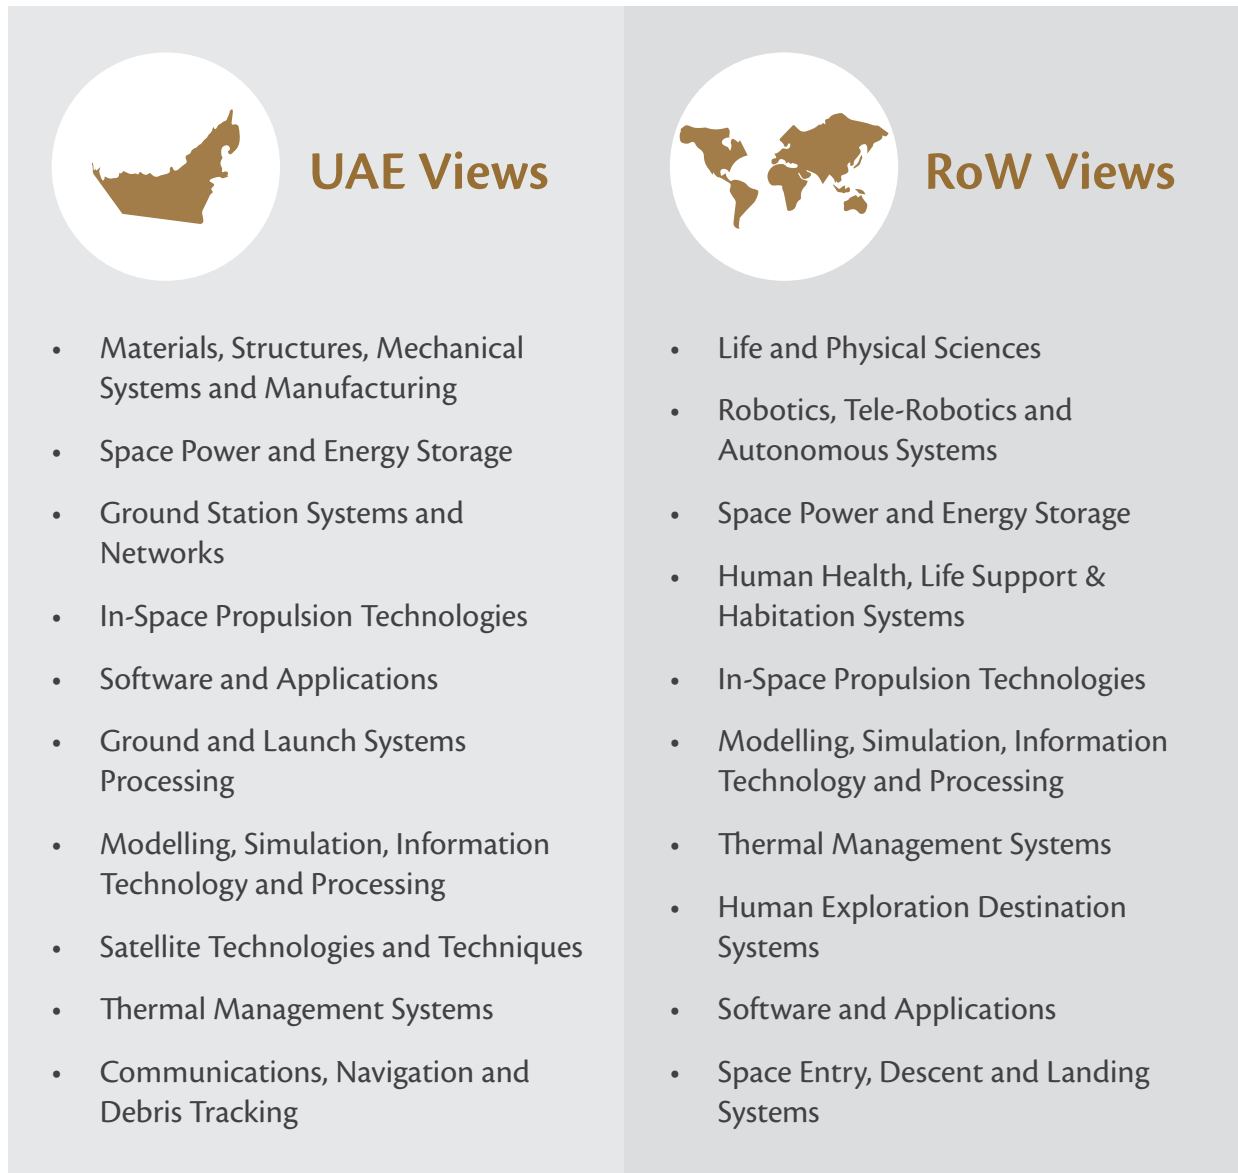 UAE Views
• Materials, Structures, Mechanical
Systems and Manufacturing
• Space Power and Energy Storage
• Ground Station Systems and
Networks
• In-Space Propulsion Technologies
• Software and Applications
• Ground and Launch Systems
Processing
• Modelling, Simulation, Information
Technology and Processing
• Satellite Technologies and Techniques
• Thermal Management Systems
• Communications, Navigation and
Debris Tracking
RoW Views
• Life and Physical Sciences
• Robotics, Tele-Robotics and
Autonomous Systems
• Space Power and Energy Storage
• Human Health, Life Support &
Habitation Systems
• In-Space Propulsion Technologies
• Modelling, Simulation, Information
Technology and Processing
• Thermal Management Systems
• Human Exploration Destination
Systems
• Software and Applications
• Space Entry, Descent and Landing
Systems